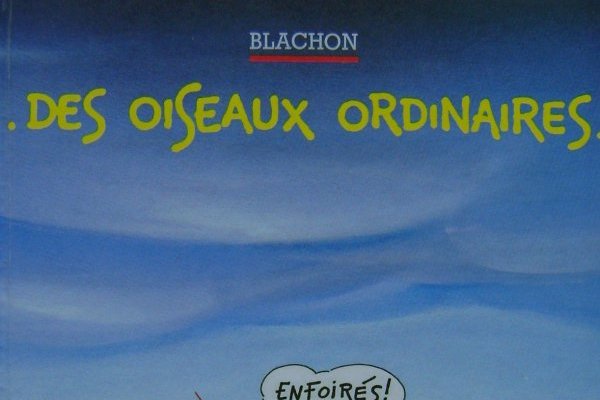 BLACHON
. DES OISEAUX ORDINAIRES.
ENFOIRÉS!